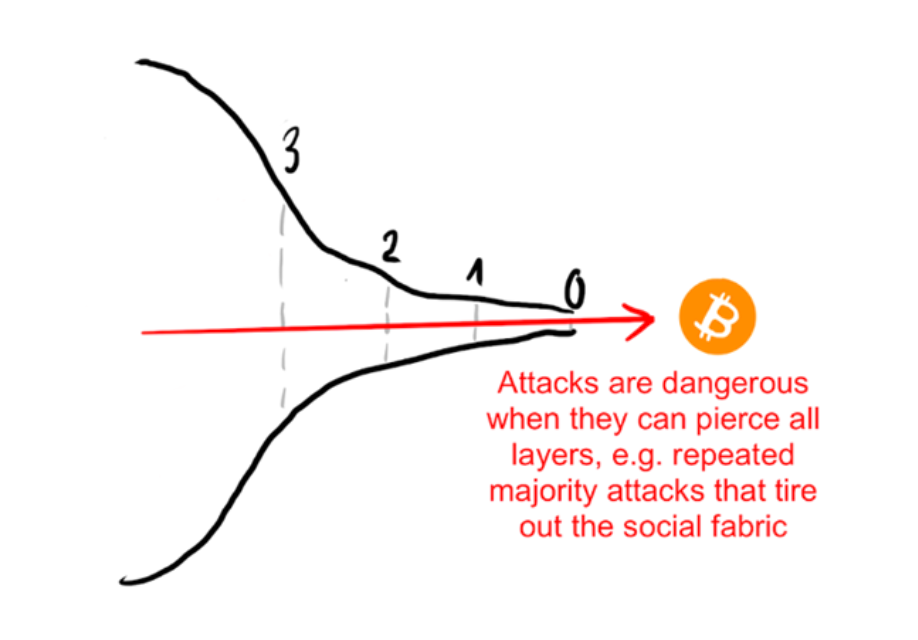 3
2
1
0
Attacks are dangerous
when they can pierce all
layers, e.g. repeated
majority attacks that tire
out the social fabric